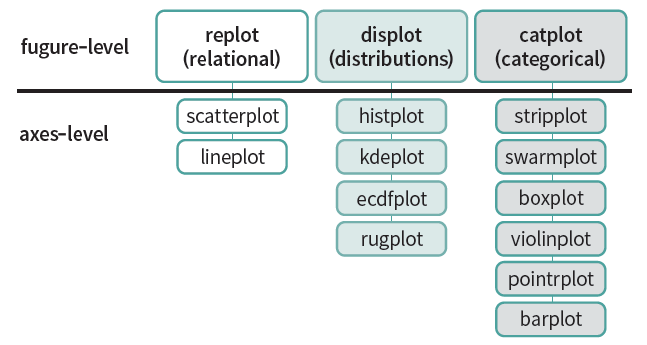 fugure-level
replot
(relational)
displot
(distributions)
catplot
(categorical)
axes-level
scatterplot
lineplot
histplot
kdeplot
ecdfplot
rugplot
stripplot
swarmplot
boxplot
violinplot
pointrplot
barplot